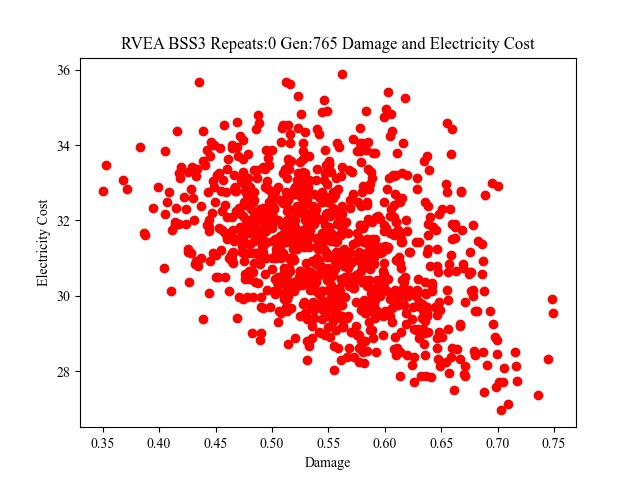 RVEA BSS3 Repeats:0 Gen:765 Damage and Electricity Cost
36
34
32
30
28
Electricity Cost
0.35 0.40 0.45 0.50 0.55 0.60 0.65 0.70 0.75
Damage